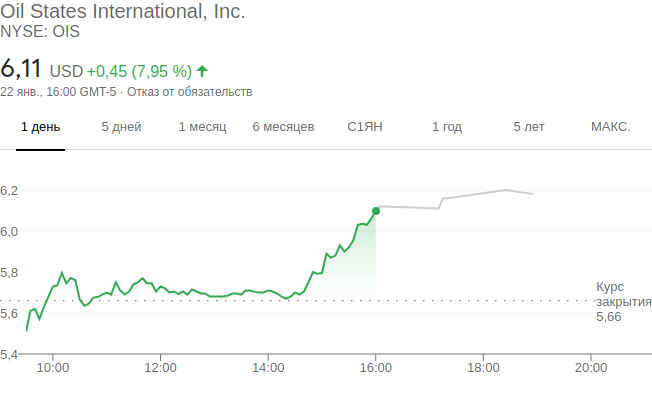 Oil States International, Inc.
NYSE: OIS
6,11 USD +0,45 (7,95 %)
22 янв., 16:00 GMT-5 · Отказ от обязательств
1 день 5 дней 1 месяц 6 месяцев С1ЯН 1 год 5 лет МАКС.
6,2
6,0
5,8
Курс
закрытия
5,66
5,6
5,4
10:00 12:00 14:00 16:00 18:00 20:00